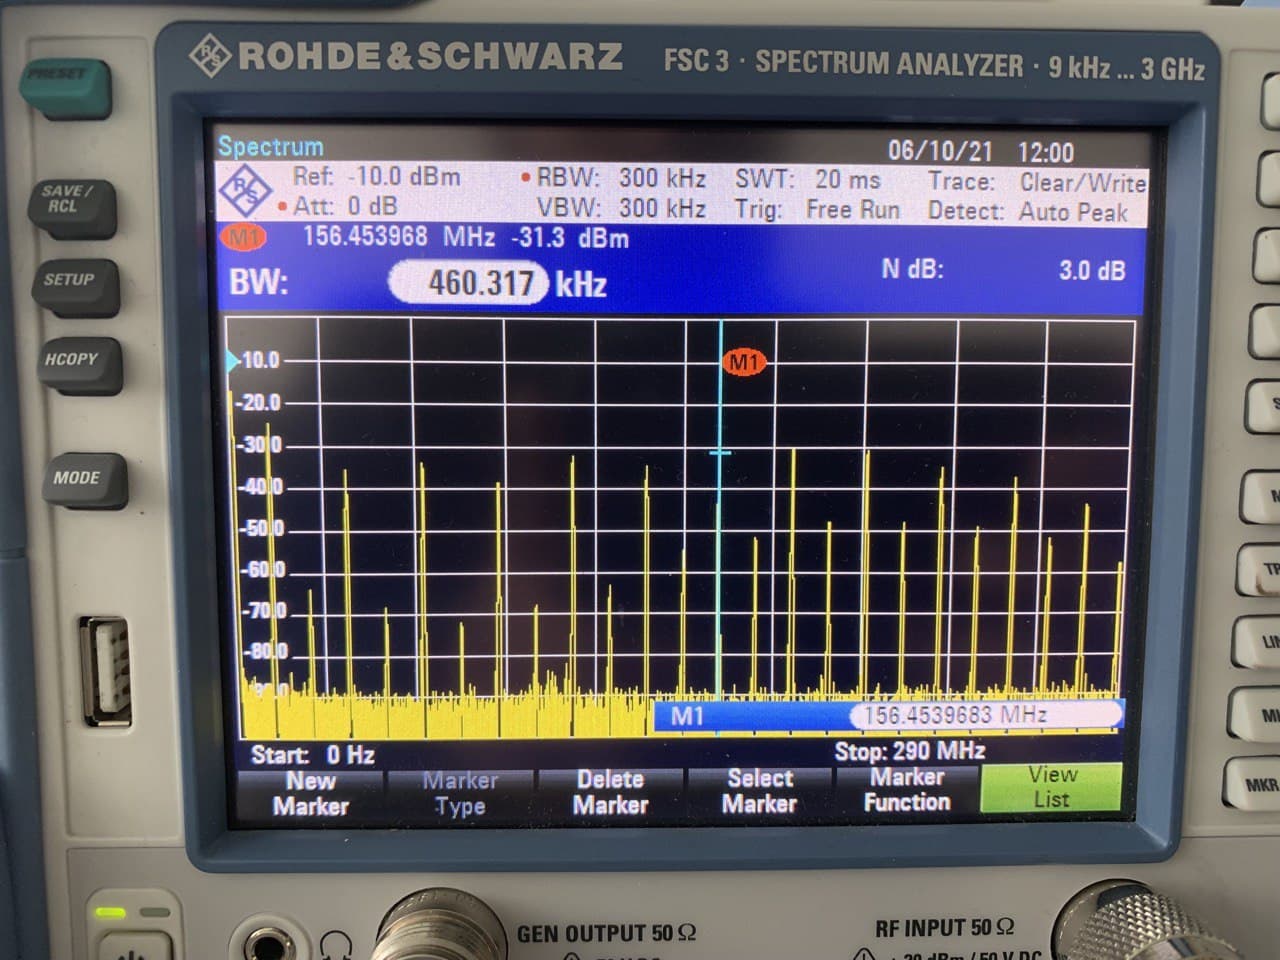 ROHDE&SCHWARZ FSC 3 · SPECTRUM ANALYZER · 9 kHz ... 3 GHz
PRESET
SAVE /
RCL
SETUP
HCOPY
MODE
Spectrum 06/10/21 12:00
R S
Ref: -10.0 dBm • RBW: 300 kHz SWT: 20 ms Trace: Clear/Write
• Att: 0 dB VBW: 300 kHz Trig: Free Run Detect: Auto Peak
M1 156.453968 MHz -31.3 dBm
BW: 460.317 kHz N dB: 3.0 dB
M1
-10.0
-20.0
-30.0
-40.0
-50.0
-60.0
-70.0
-80.0
M1 156.4539683 MHz
Start: 0 Hz Stop: 290 MHz
New Marker
Marker Type
Delete Marker
Select Marker
Marker Function
View List
MKR
GEN OUTPUT 50 Ω
RF INPUT 50 Ω